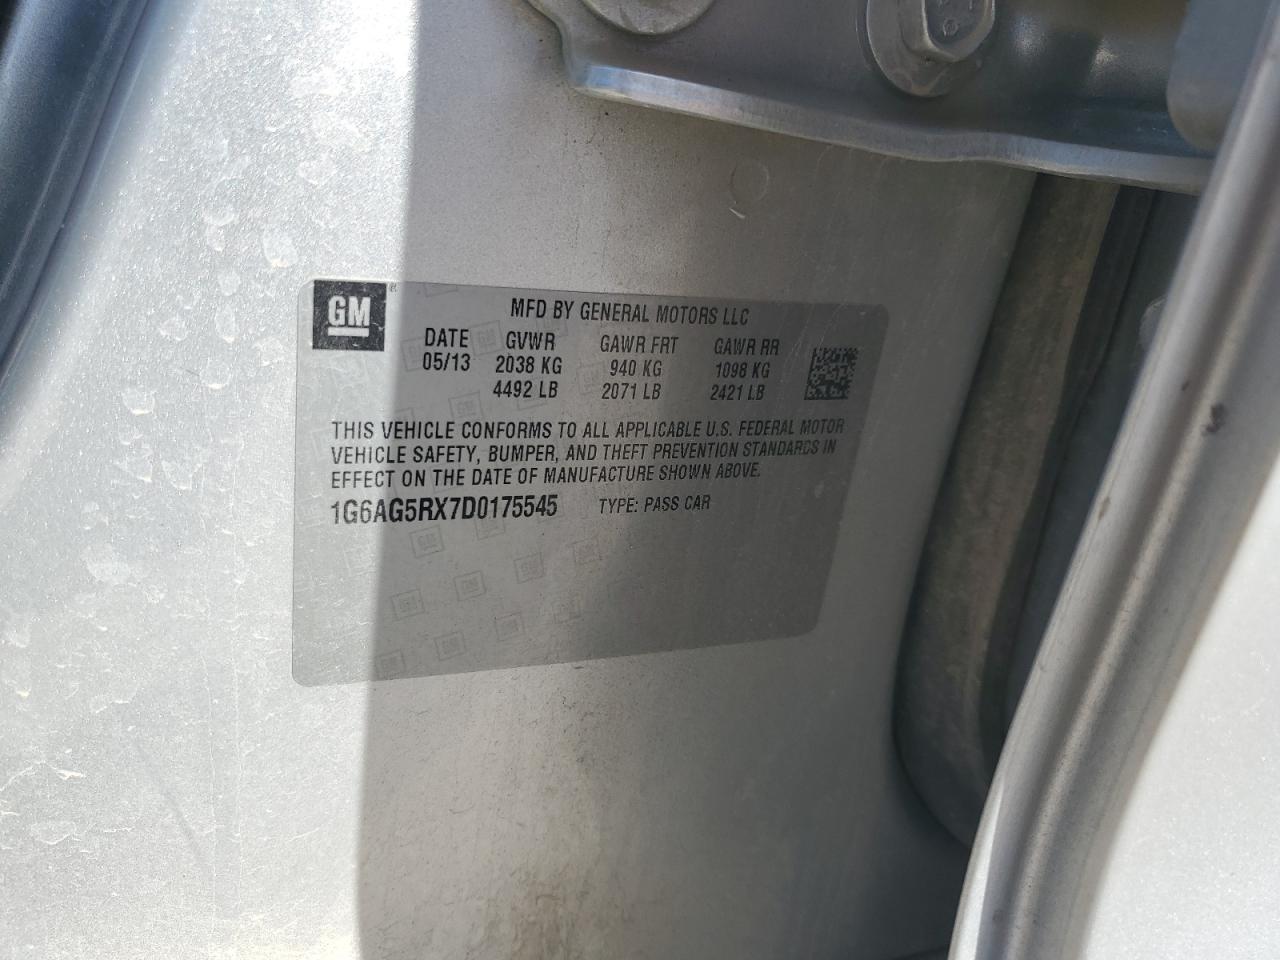 GM
MFD BY GENERAL MOTORS LLC
DATE GVWR GAWR FRT GAWR RR
05/13 2038 KG 940 KG 1098 KG
4492 LB 2071 LB 2421 LB
THIS VEHICLE CONFORMS TO ALL APPLICABLE U.S. FEDERAL MOTOR
VEHICLE SAFETY, BUMPER, AND THEFT PREVENTION STANDARDS IN
EFFECT ON THE DATE OF MANUFACTURE SHOWN ABOVE.
1G6AG5RX7D0175545 TYPE: PASS CAR